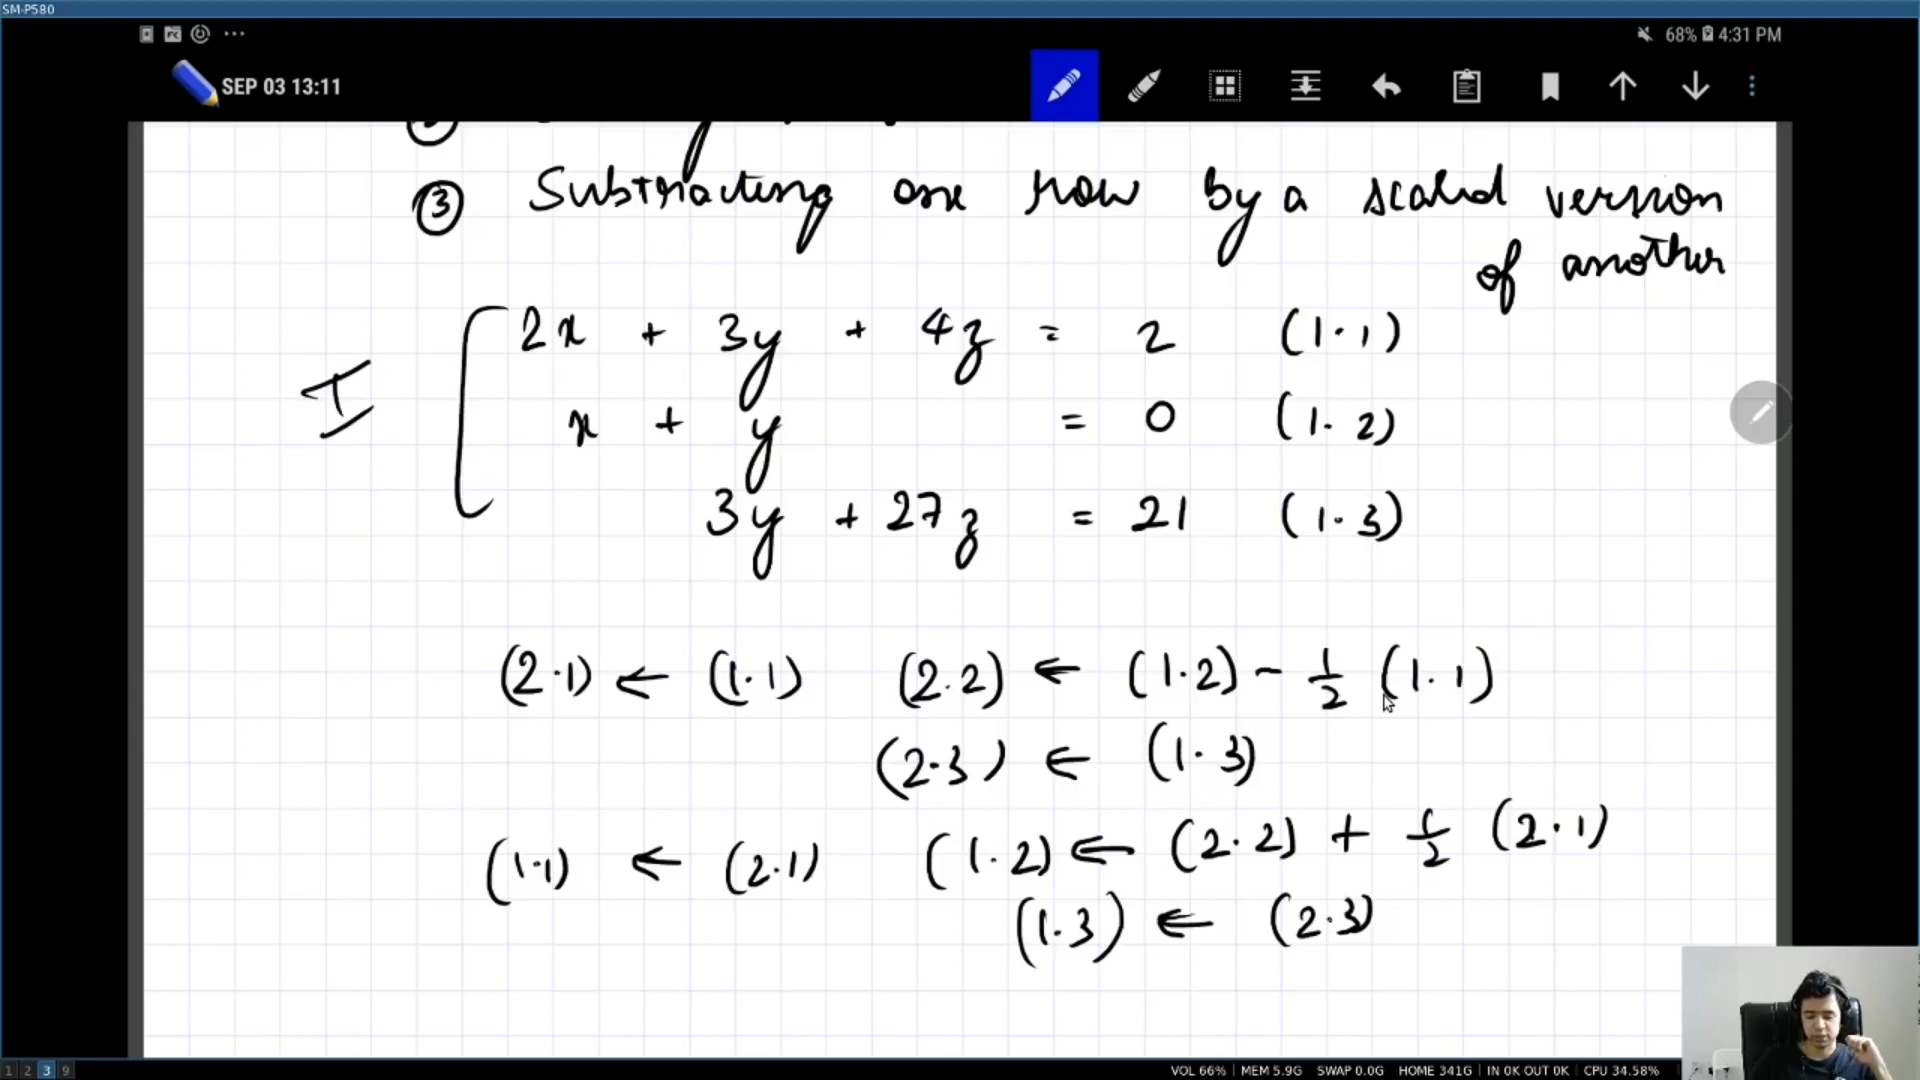 SM-P580
68% 4:31 PM
SEP 03 13:11
③ Subtracting one row by a scaled version
of another
I
2x + 3y + 4z = 2 (1.1)
x + y = 0 (1.2)
3y + 27z = 21 (1.3)
(2.1) ← (1.1) (2.2) ← (1.2) - 1/2 (1.1)
(2.3) ← (1.3)
(1.1) ← (2.1) (1.2) ← (2.2) + 1/2 (2.1)
(1.3) ← (2.3)
1 2 3 9 VOL 66% | MEM 5.9G | SWAP 0.0G | HOME 341G | IN 0K OUT 0K | CPU 34.58% |